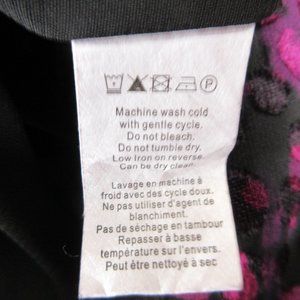 Machine wash cold
with gentle cycle.
Do not bleach.
Do not tumble dry.
Low Iron on reverse
Can be dry clean
Lavage en machine à
froid avec des cycle doux.
Ne pas utiliser d'agent de
blanchiment.
Pas de séchage en tambour
Repasser à basse
température sur l'envers.
Peut être nettoyé à sec